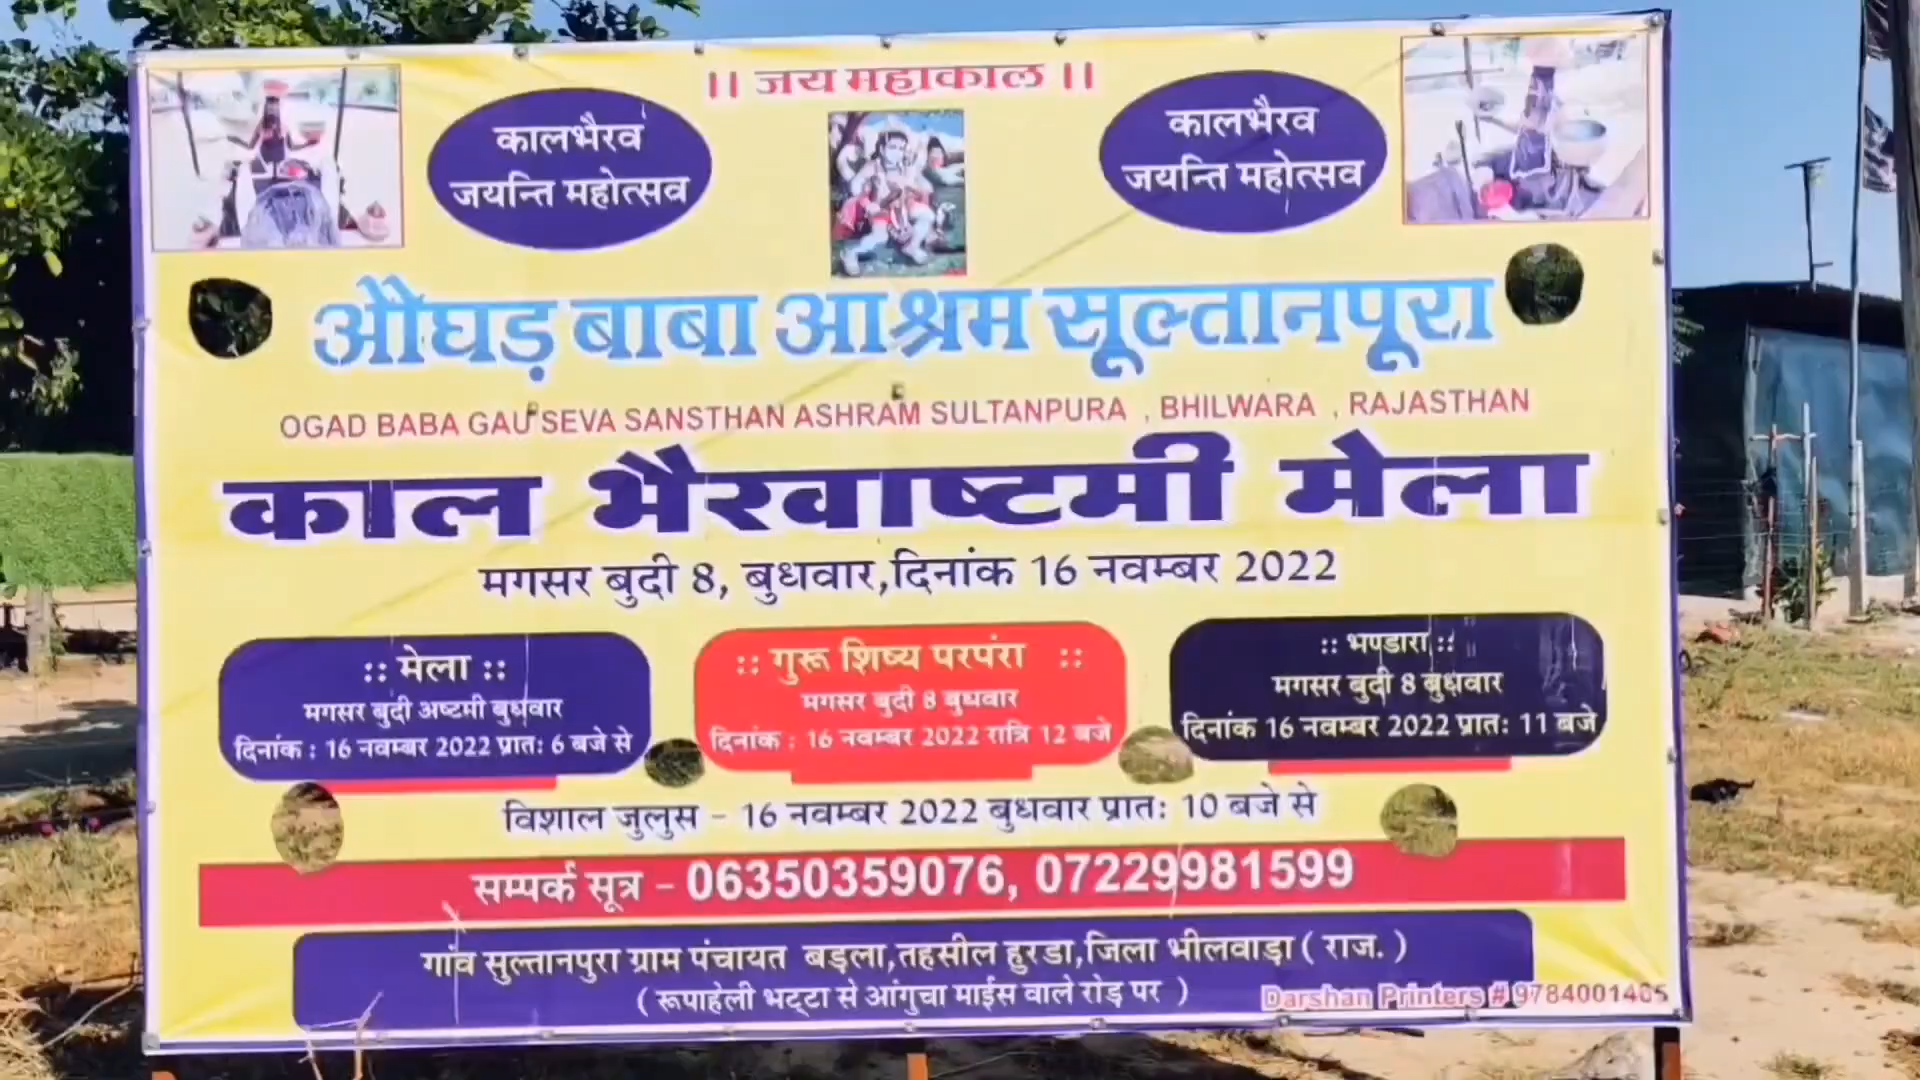 ।। जय महाकाल ।।
कालभैरव
जयन्ति महोत्सव
कालभैरव
जयन्ति महोत्सव
औघड़ बाबा आश्रम सूल्तानपूरा
OGAD BABA GAU SEVA SANSTHAN ASHRAM SULTANPURA , BHILWARA , RAJASTHAN
काल भैरवाष्टमी मेला
मगसर बुदी 8, बुधवार,दिनांक 16 नवम्बर 2022
:: मेला ::
मगसर बुदी अष्टमी बुधवार
दिनांक : 16 नवम्बर 2022 प्रात: 6 बजे से
:: गुरू शिष्य परपंरा ::
मगसर बुदी 8 बुधवार
दिनांक : 16 नवम्बर 2022 रात्रि 12 बजे
:: भण्डारा ::
मगसर बुदी 8 बुधवार
दिनांक 16 नवम्बर 2022 प्रात: 11 बजे
विशाल जुलुस - 16 नवम्बर 2022 बुधवार प्रात: 10 बजे से
सम्पर्क सूत्र - 06350359076, 07229981599
गांव सुल्तानपुरा ग्राम पंचायत बड़ला,तहसील हुरडा,जिला भीलवाड़ा ( राज. )
( रूपाहेली भट्टा से आंगुचा माईंस वाले रोड़ पर )
Darshan Printers # 9784001405